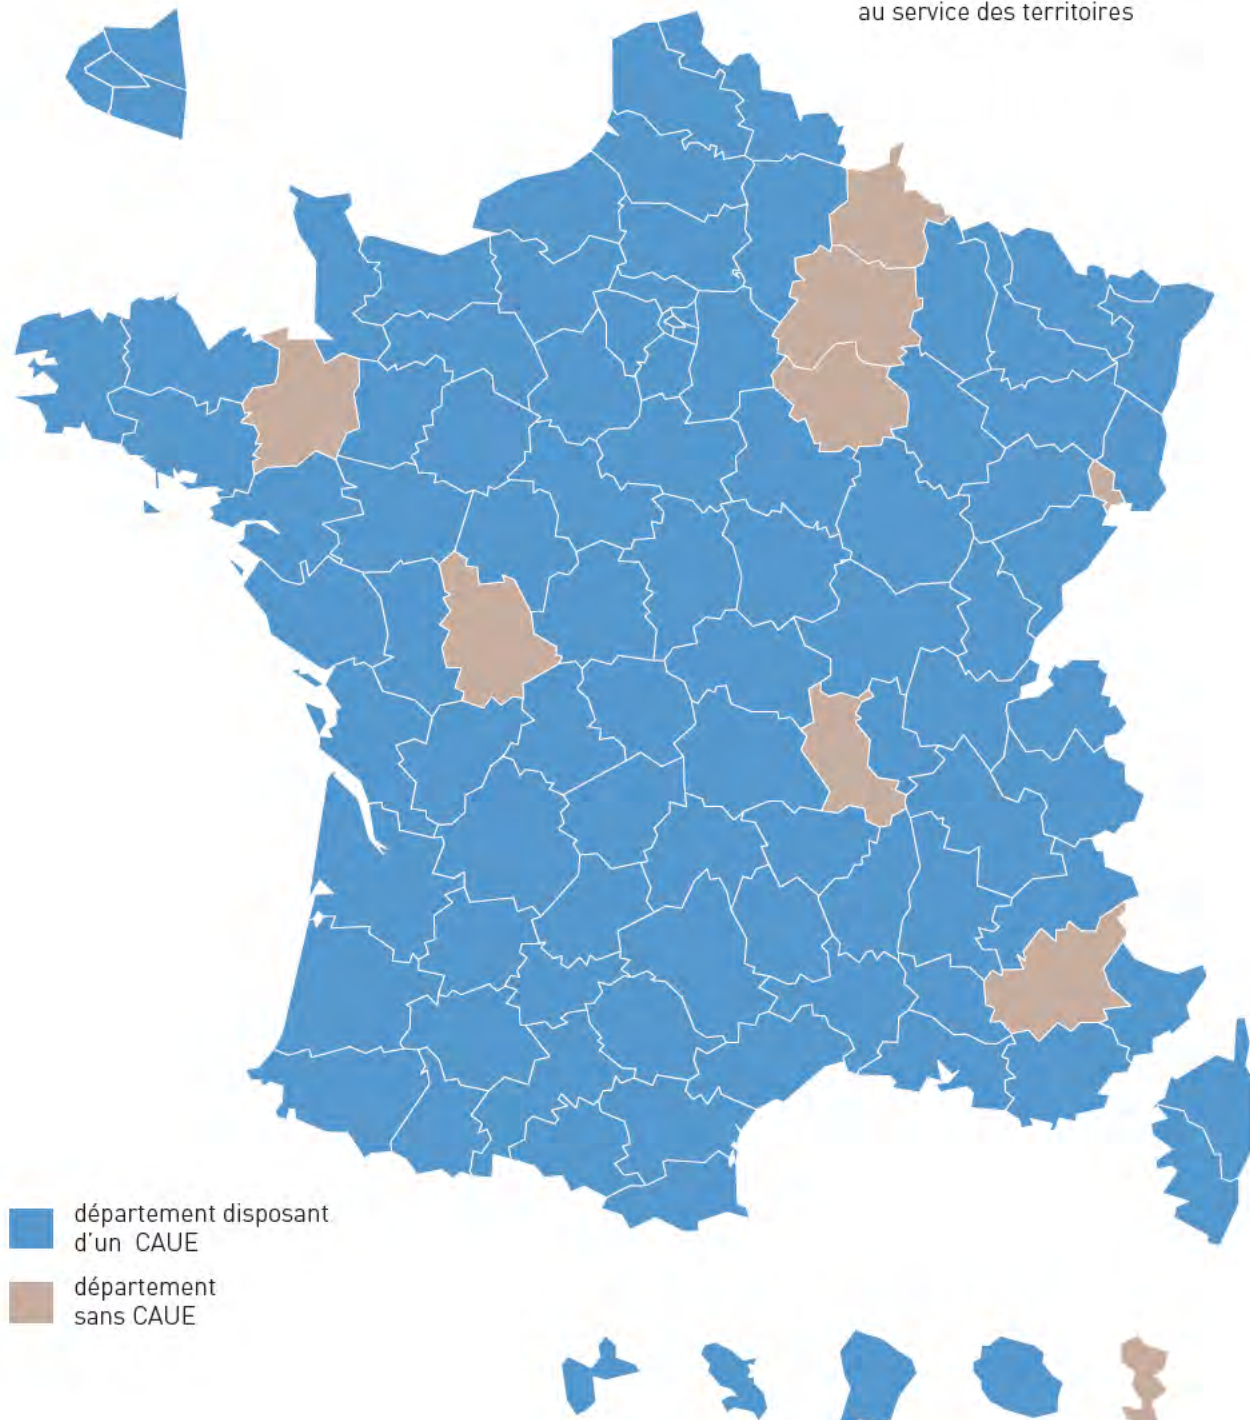 au service des territoires
département disposant
d'un CAUE
département
sans CAUE